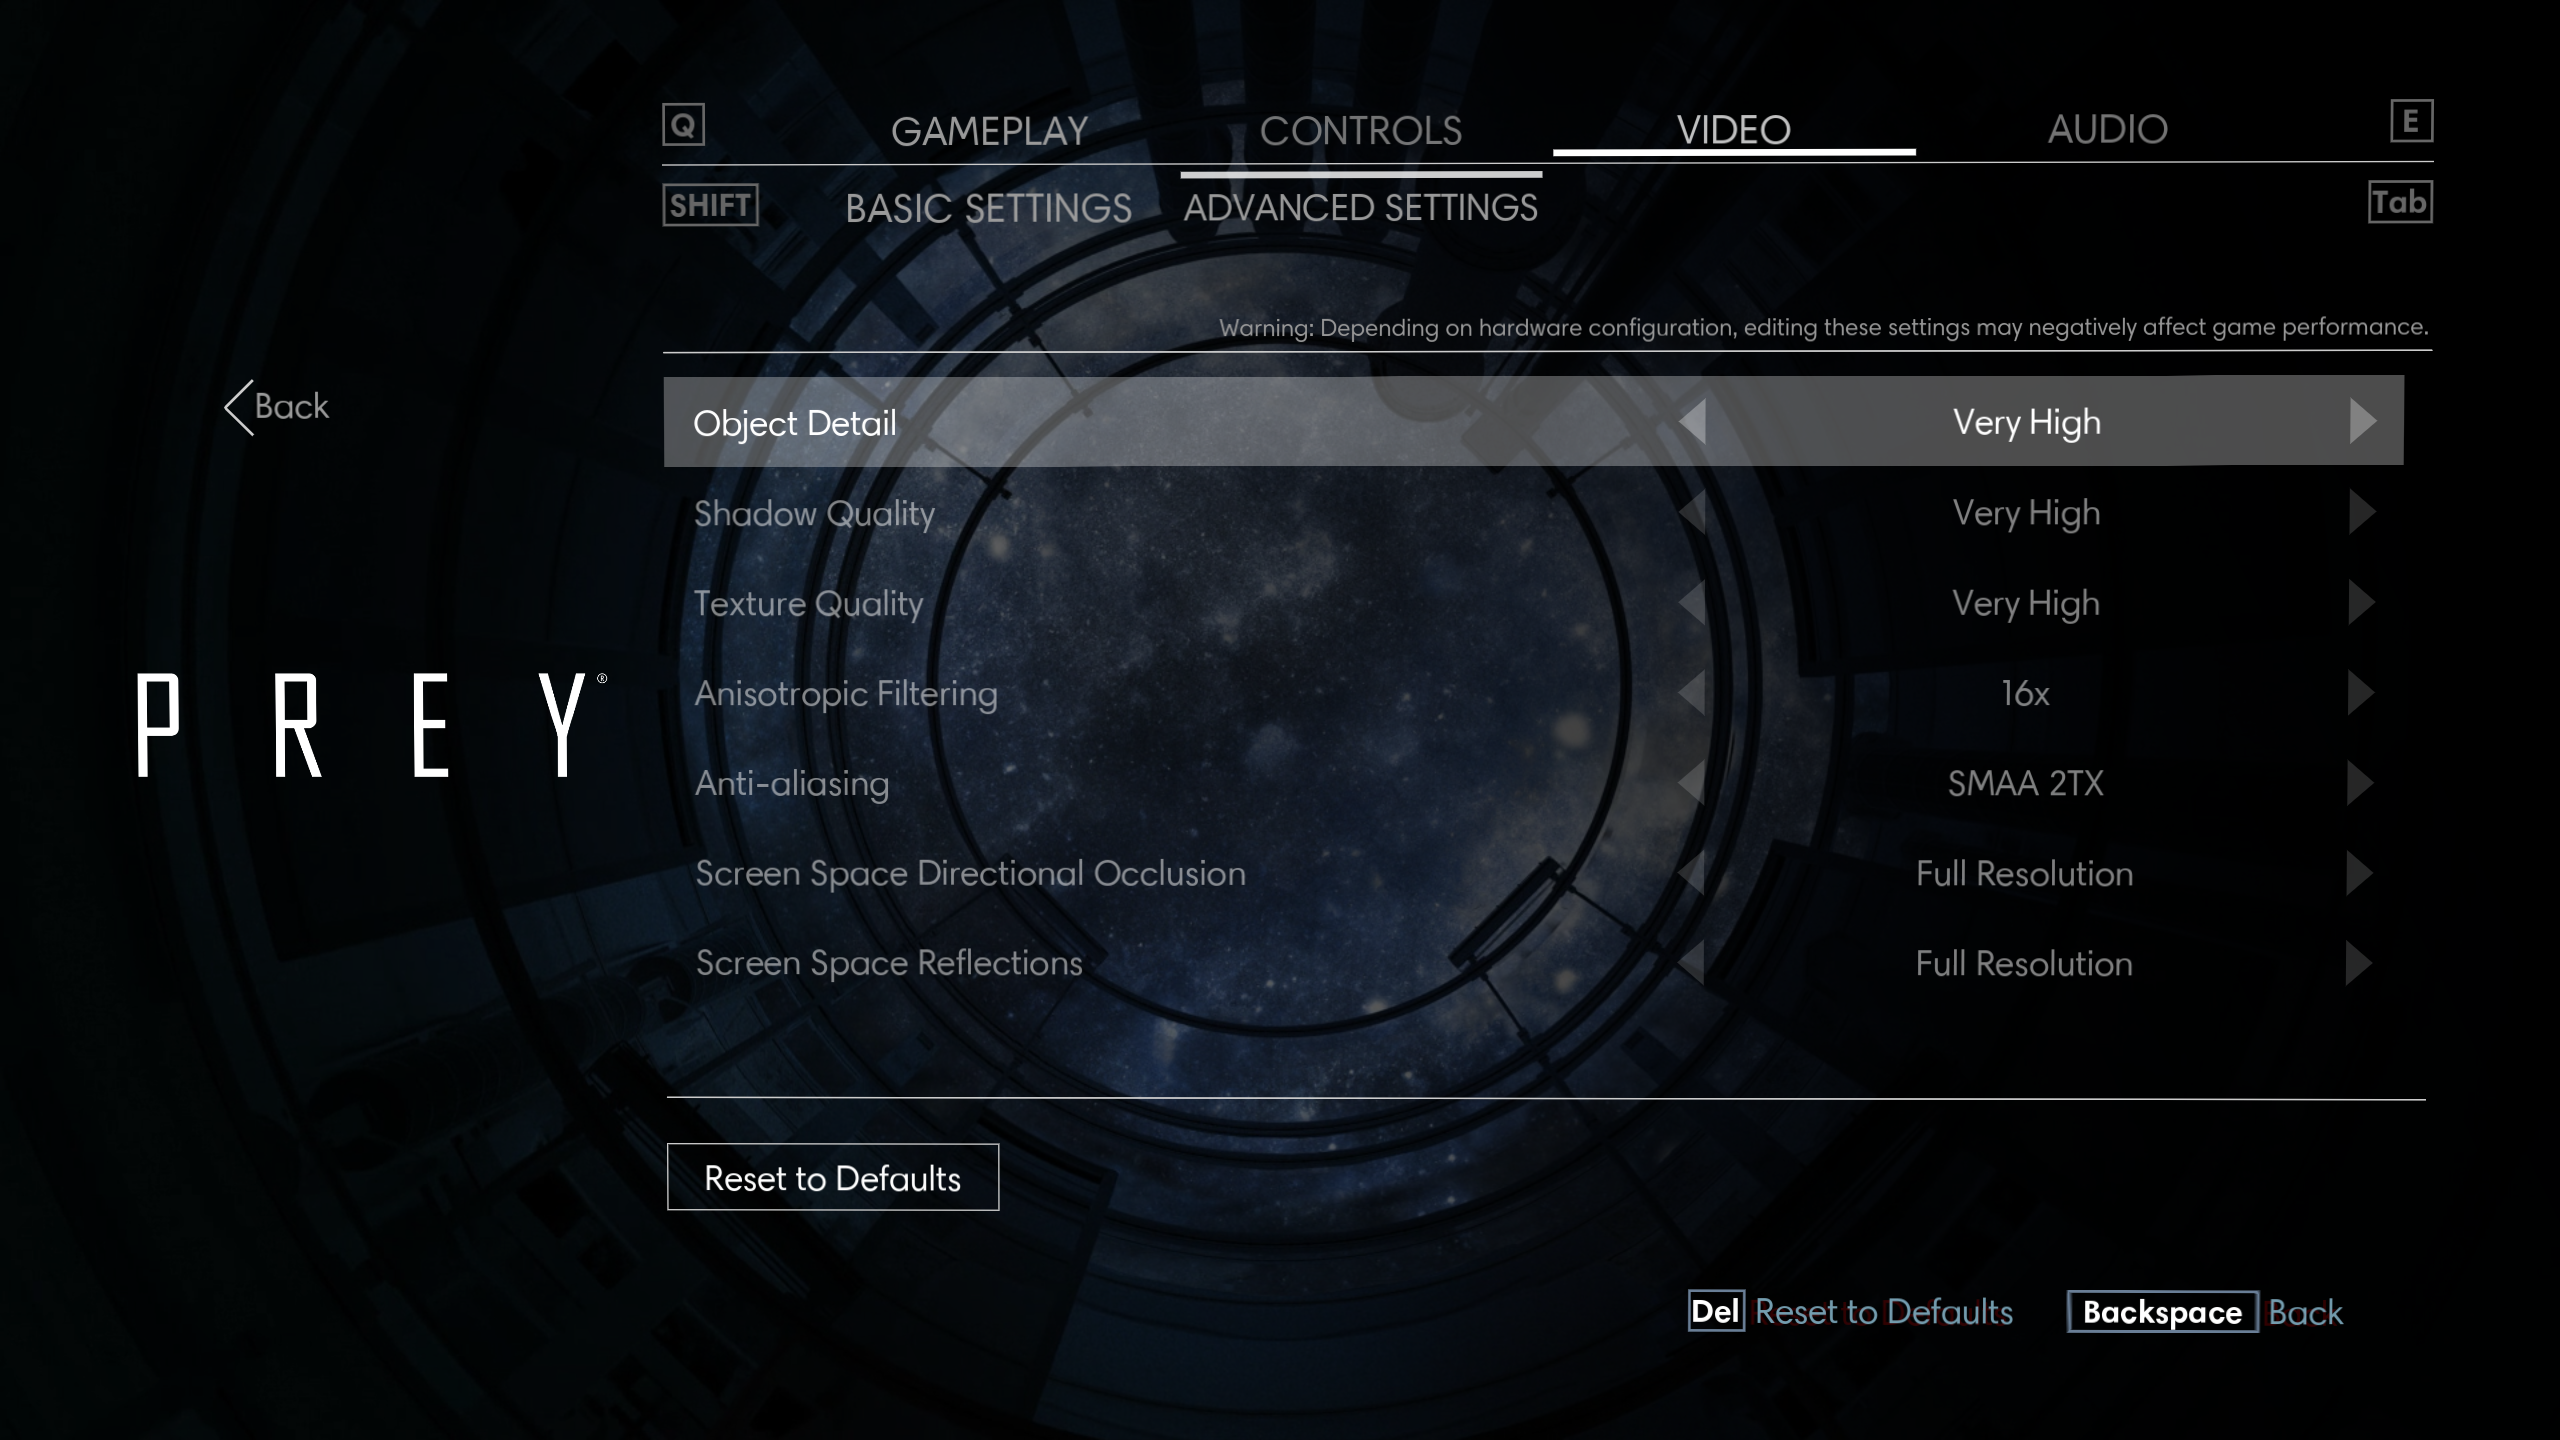 Q GAMEPLAY CONTROLS VIDEO AUDIO E
SHIFT BASIC SETTINGS ADVANCED SETTINGS Tab
Warning: Depending on hardware configuration, editing these settings may negatively affect game performance.
Back
Object Detail Very High
Shadow Quality Very High
Texture Quality Very High
PREY®
Anisotropic Filtering 16x
Anti-aliasing SMAA 2TX
Screen Space Directional Occlusion Full Resolution
Screen Space Reflections Full Resolution
Reset to Defaults
Del Reset to Defaults Backspace Back